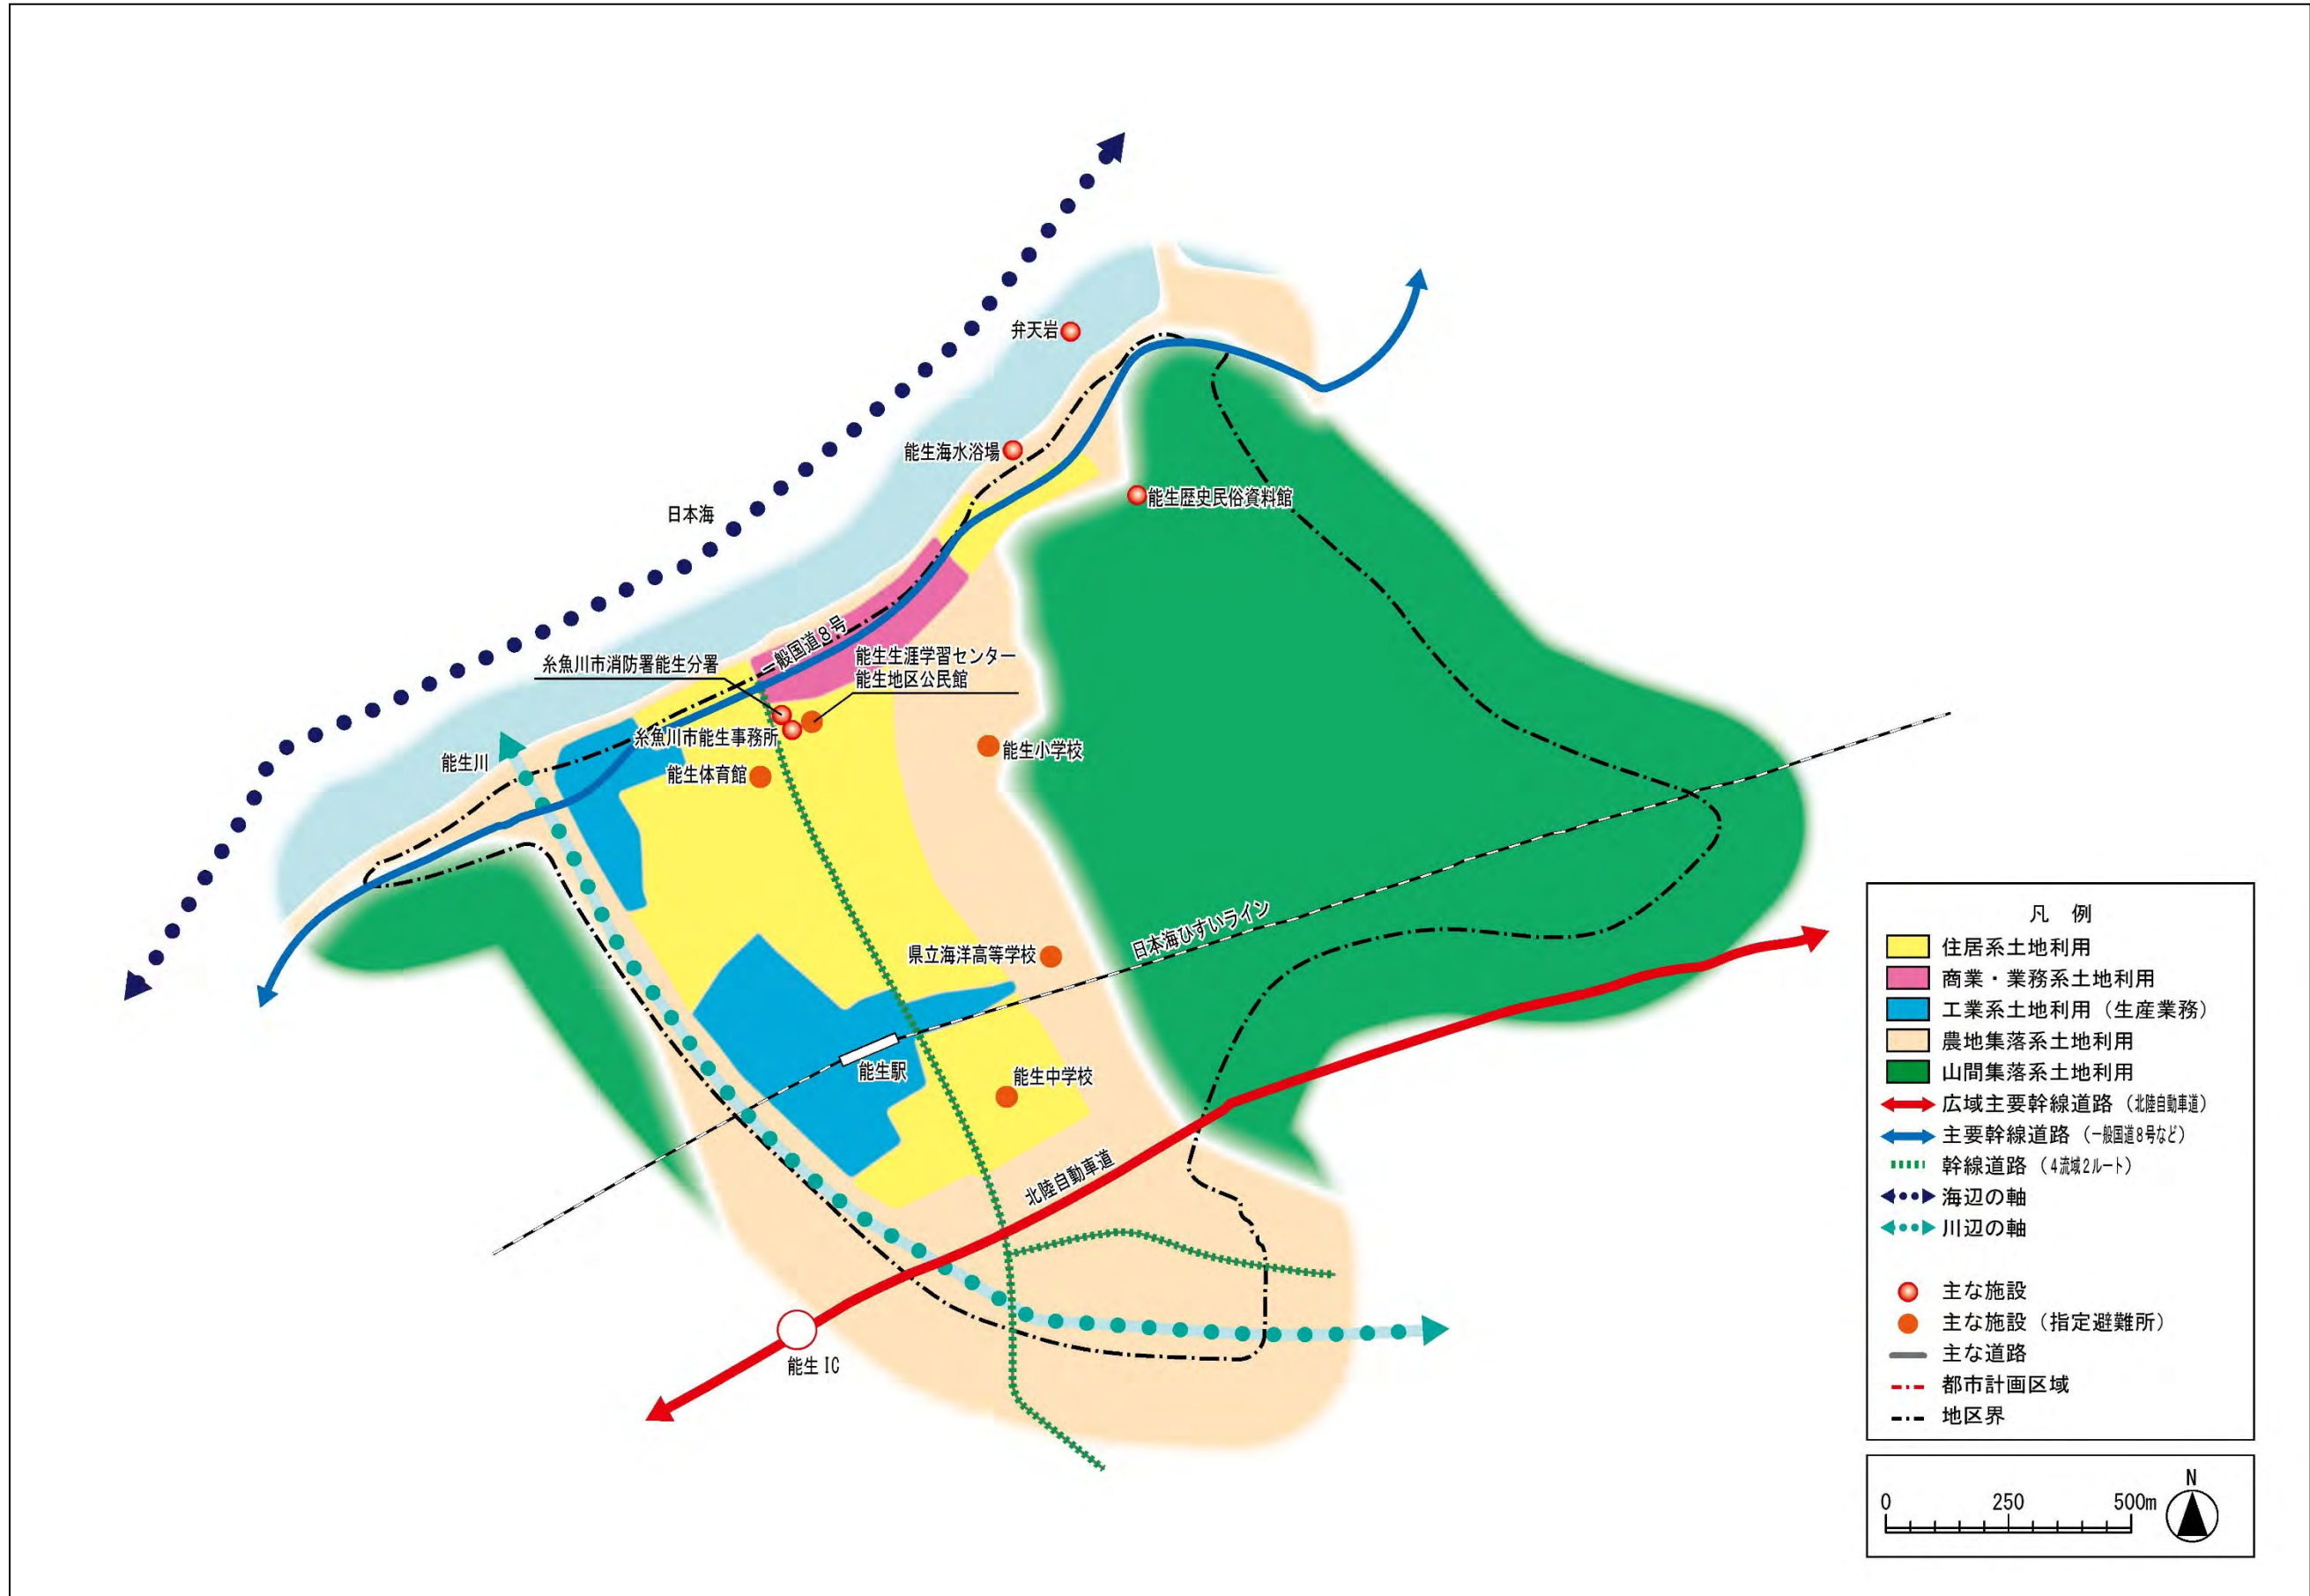 弁天岩
能生海水浴場
能生歴史民俗資料館
日本海
一般国道8号
糸魚川市消防署能生分署
能生生涯学習センター
能生地区公民館
糸魚川市能生事務所
能生小学校
能生川
能生体育館
県立海洋高等学校
日本海ひすいライン
能生駅
能生中学校
北陸自動車道
能生 IC
凡 例
住居系土地利用
商業・業務系土地利用
工業系土地利用（生産業務）
農地集落系土地利用
山間集落系土地利用
広域主要幹線道路（北陸自動車道）
主要幹線道路（一般国道8号など）
幹線道路（4流域2ルート）
海辺の軸
川辺の軸
主な施設
主な施設（指定避難所）
主な道路
都市計画区域
地区界
N
0 250 500m